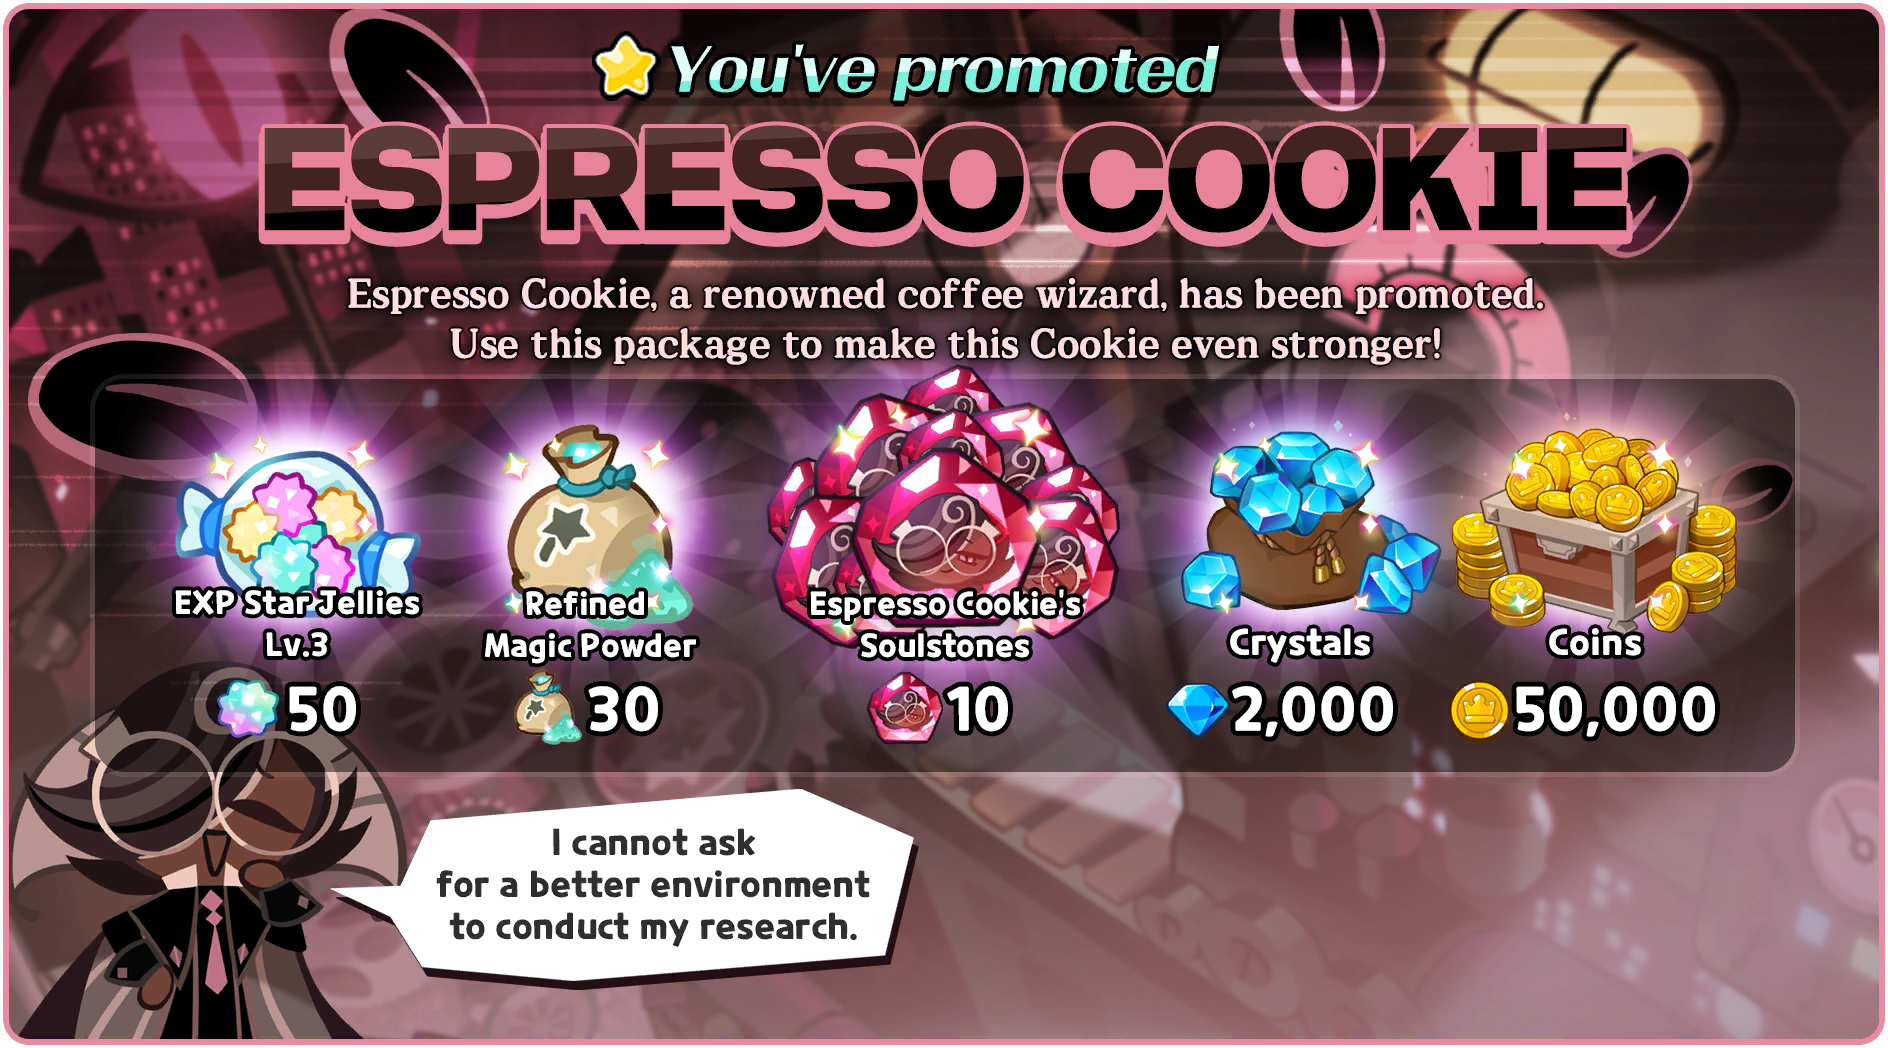 You've promoted
ESPRESSO COOKIE
Espresso Cookie, a renowned coffee wizard, has been promoted.
Use this package to make this Cookie even stronger!
EXP Star Jellies
Lv.3
50
Refined
Magic Powder
30
Espresso Cookie's
Soulstones
10
Crystals
2,000
Coins
50,000
I cannot ask
for a better environment
to conduct my research.